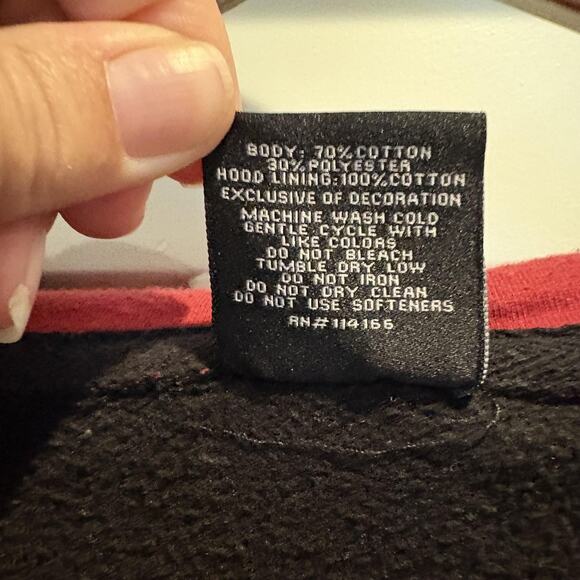 BODY: 70%COTTON
30%POLYESTER
HOOD LINING:100%COTTON
EXCLUSIVE OF DECORATION
MACHINE WASH COLD
GENTLE CYCLE WITH
LIKE COLORS
DO NOT BLEACH
TUMBLE DRY LOW
DO NOT IRON
DO NOT DRY CLEAN
DO NOT USE SOFTENERS
RN#114166